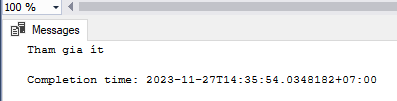 100 %
Messages
Tham gia ít
Completion time: 2023-11-27T14:35:54.0348182+07:00